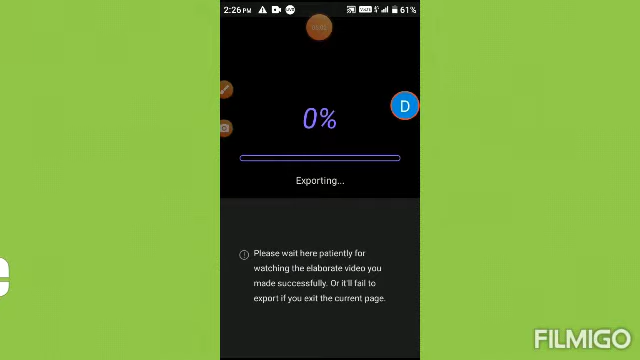 2:26 PM 61%
D
0%
Exporting...
Please wait here patiently for
watching the elaborate video you
made successfully. Or it'll fail to
export if you exit the current page.
e
FILMIGO